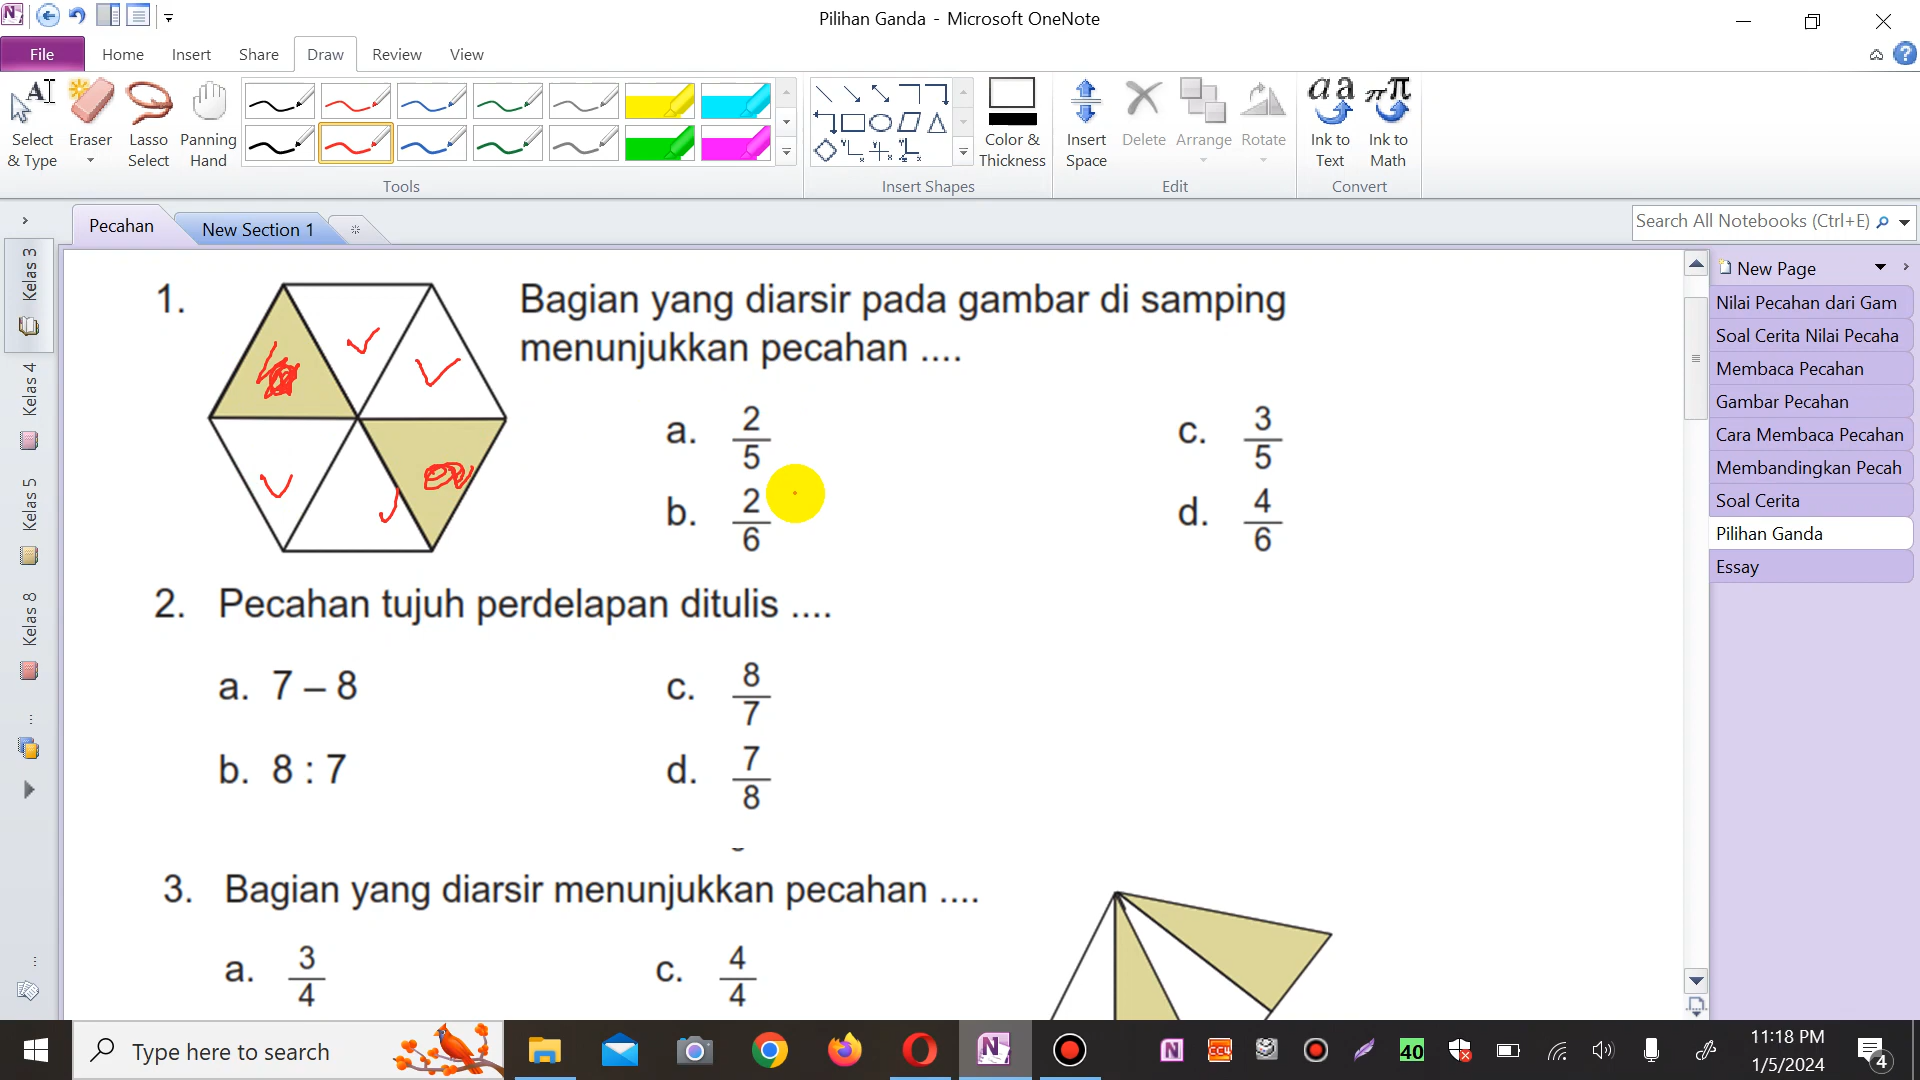 Pilihan Ganda - Microsoft OneNote
File Home Insert Share Draw Review View
Select & Type
Eraser
Lasso Select
Panning Hand
Tools
Insert Shapes
Color & Thickness
Insert Space
Delete
Arrange
Rotate
Edit
Ink to Text
Ink to Math
Convert
Pecahan
New Section 1
Search All Notebooks (Ctrl+E)
Kelas 3
Kelas 4
Kelas 5
Kelas 8
1. Bagian yang diarsir pada gambar di samping
menunjukkan pecahan ....
a. 2/5 c. 3/5
b. 2/6 d. 4/6
2. Pecahan tujuh perdelapan ditulis ....
a. 7 – 8 c. 8/7
b. 8 : 7 d. 7/8
3. Bagian yang diarsir menunjukkan pecahan ....
a. 3/4 c. 4/4
New Page
Nilai Pecahan dari Gam
Soal Cerita Nilai Pecaha
Membaca Pecahan
Gambar Pecahan
Cara Membaca Pecahan
Membandingkan Pecah
Soal Cerita
Pilihan Ganda
Essay
Type here to search
CC4
40
11:18 PM
1/5/2024
4